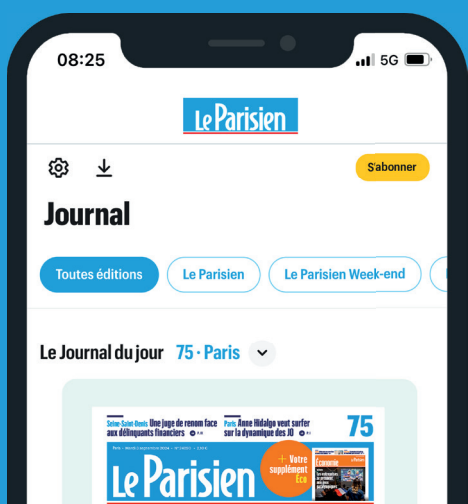 08:25
5G
Le Parisien
S'abonner
Journal
Toutes éditions
Le Parisien
Le Parisien Week-end
Le Journal du jour 75 · Paris
Seine-Saint-Denis Une juge de renom face
aux délinquants financiers
Paris Anne Hidalgo veut surfer
sur la dynamique des JO
75
Le Parisien
+ Votre
supplément
Éco
Économie